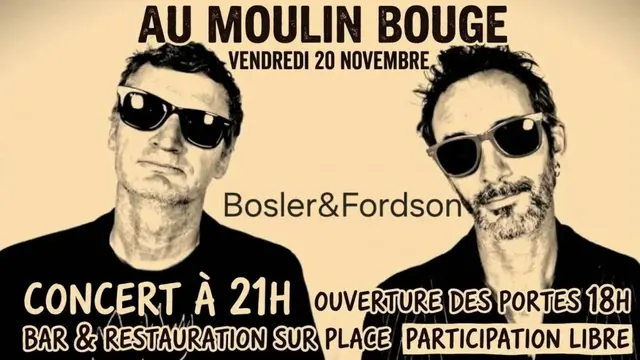 AU MOULIN BOUGE
VENDREDI 20 NOVEMBRE
Bosler&Fordson
CONCERT À 21H OUVERTURE DES PORTES 18H
BAR & RESTAURATION SUR PLACE PARTICIPATION LIBRE